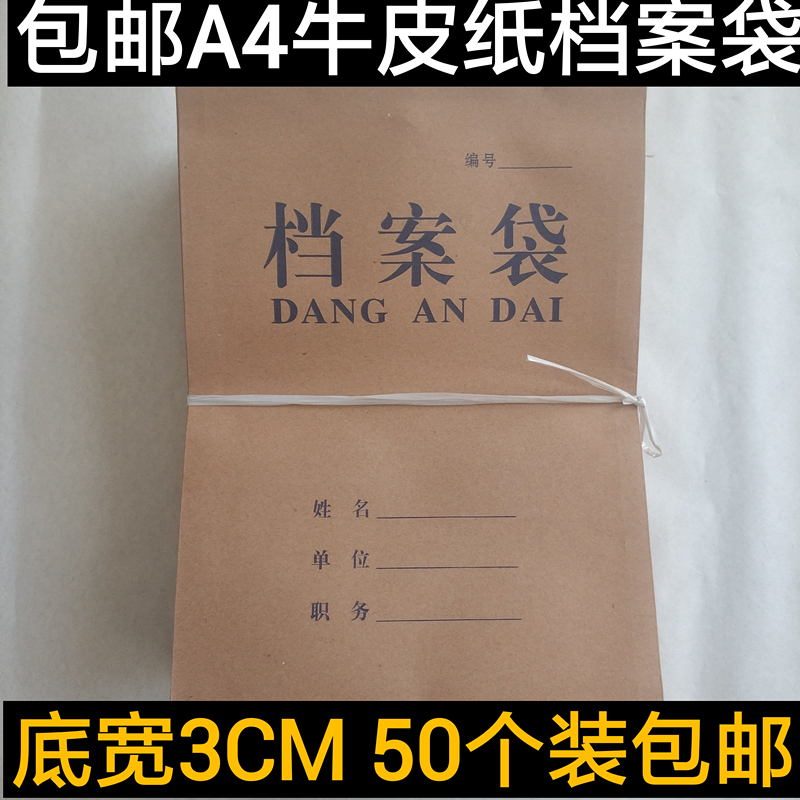 包邮A4牛皮纸档案袋
编号
档案袋
DANG AN DAI
姓名
单位
职务
底宽3CM 50个装包邮